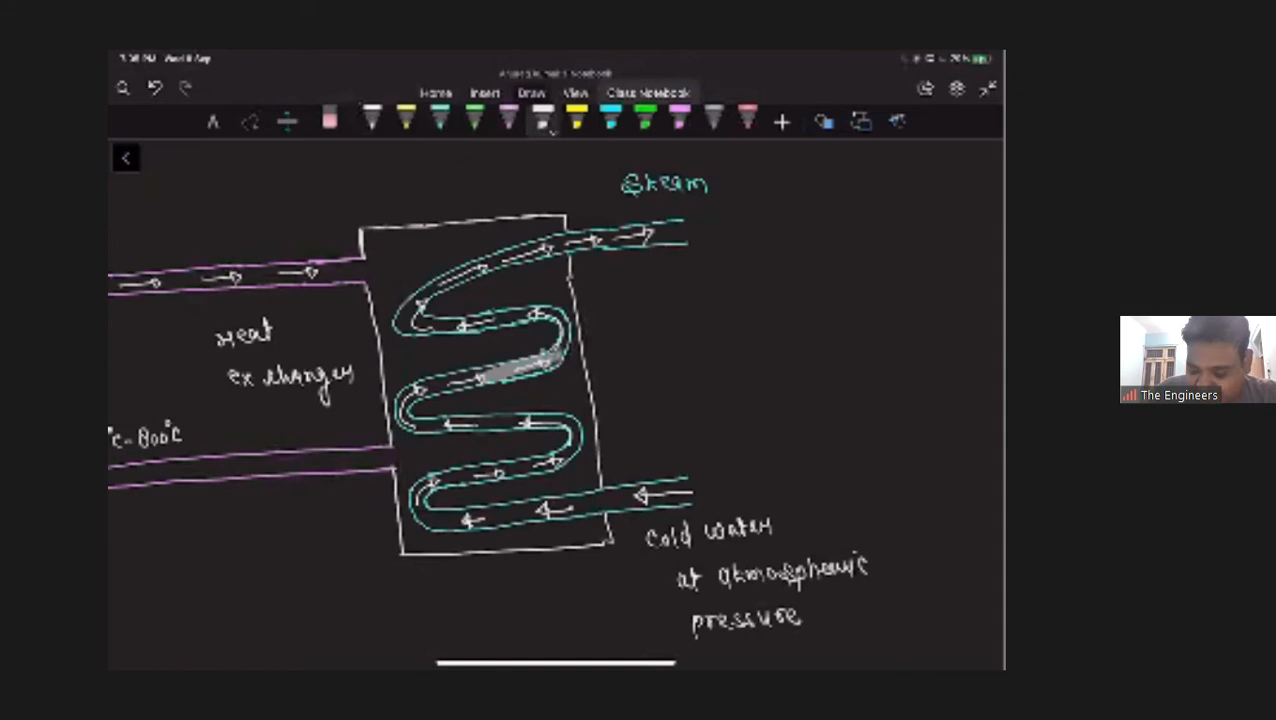 Home Insert Draw View Class Notebook
Steam
Heat
exchanger
°c-800°c
Cold water
at atmospheric
pressure
The Engineers